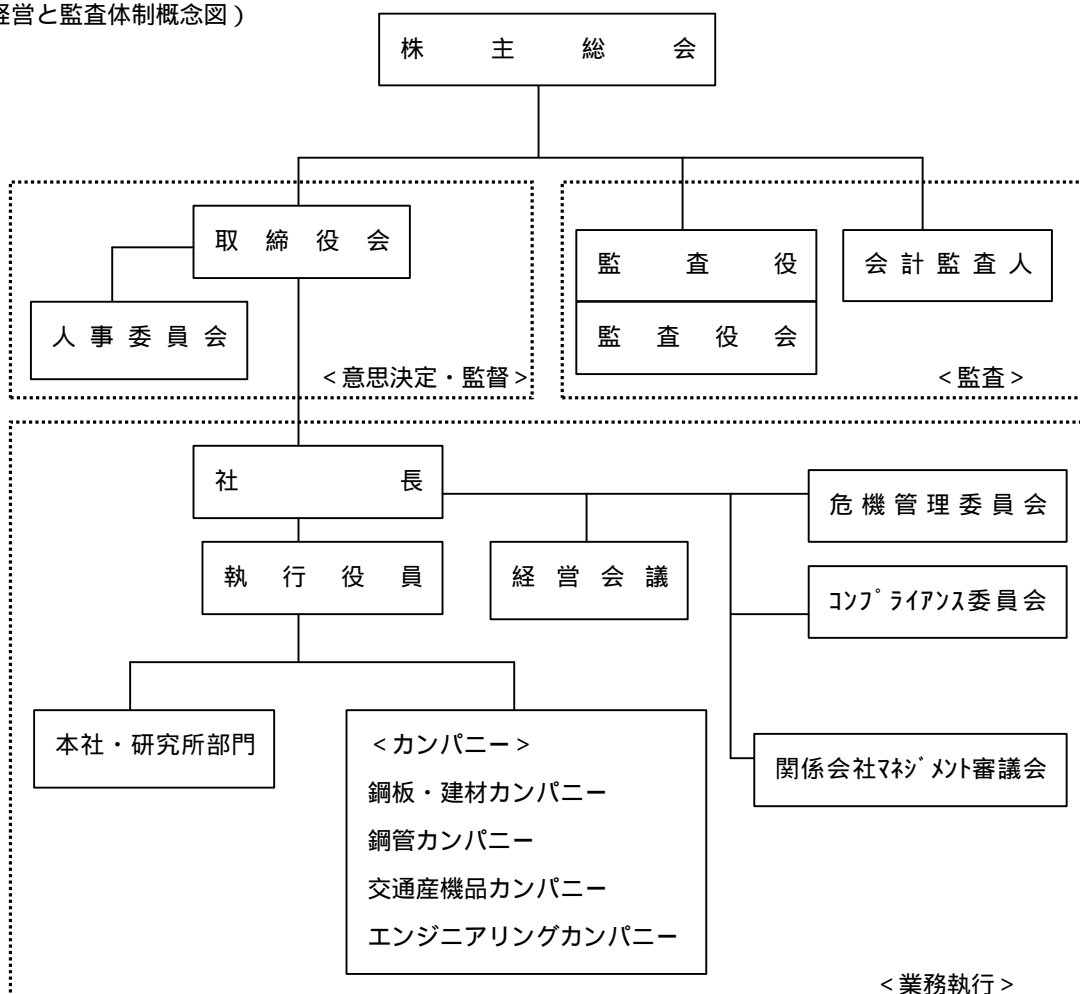 経営と監査体制概念図)
株主総会
取締役会
監査役
会計監査人
人事委員会
監査役会
<意思決定・監督>
<監査>
社長
危機管理委員会
執行役員
経営会議
コンプライアンス委員会
本社・研究所部門
<カンパニー>
鋼板・建材カンパニー
鋼管カンパニー
交通産機品カンパニー
エンジニアリングカンパニー
関係会社マネジメント審議会
<業務執行>